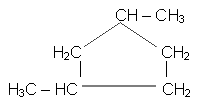 CH – CH₃
H₂C CH₂
H₃C – HC CH₂